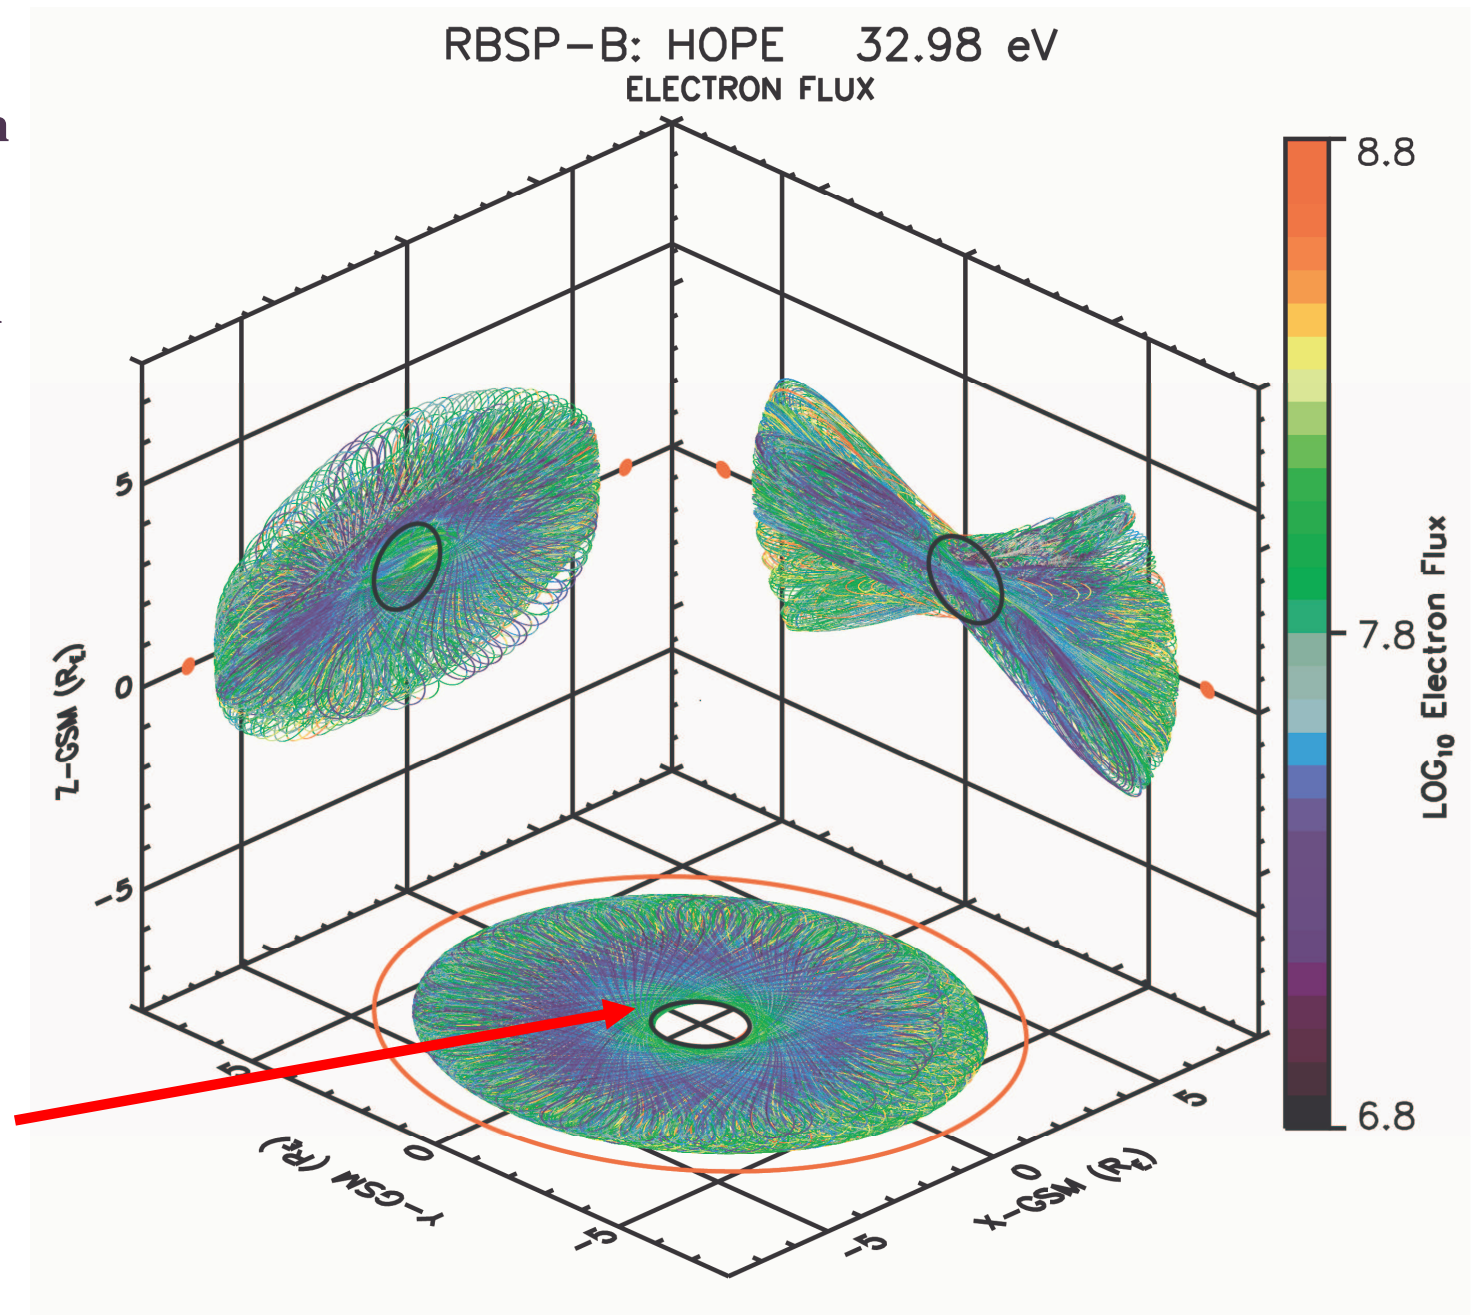 RBSP-B: HOPE 32.98 eV
ELECTRON FLUX
8.8
7.8
6.8
LOG10 Electron Flux
5
0
-5
Z-GSM (RE)
5
0
-5
Y-GSM (RE)
-5
0
5
X-GSM (RE)